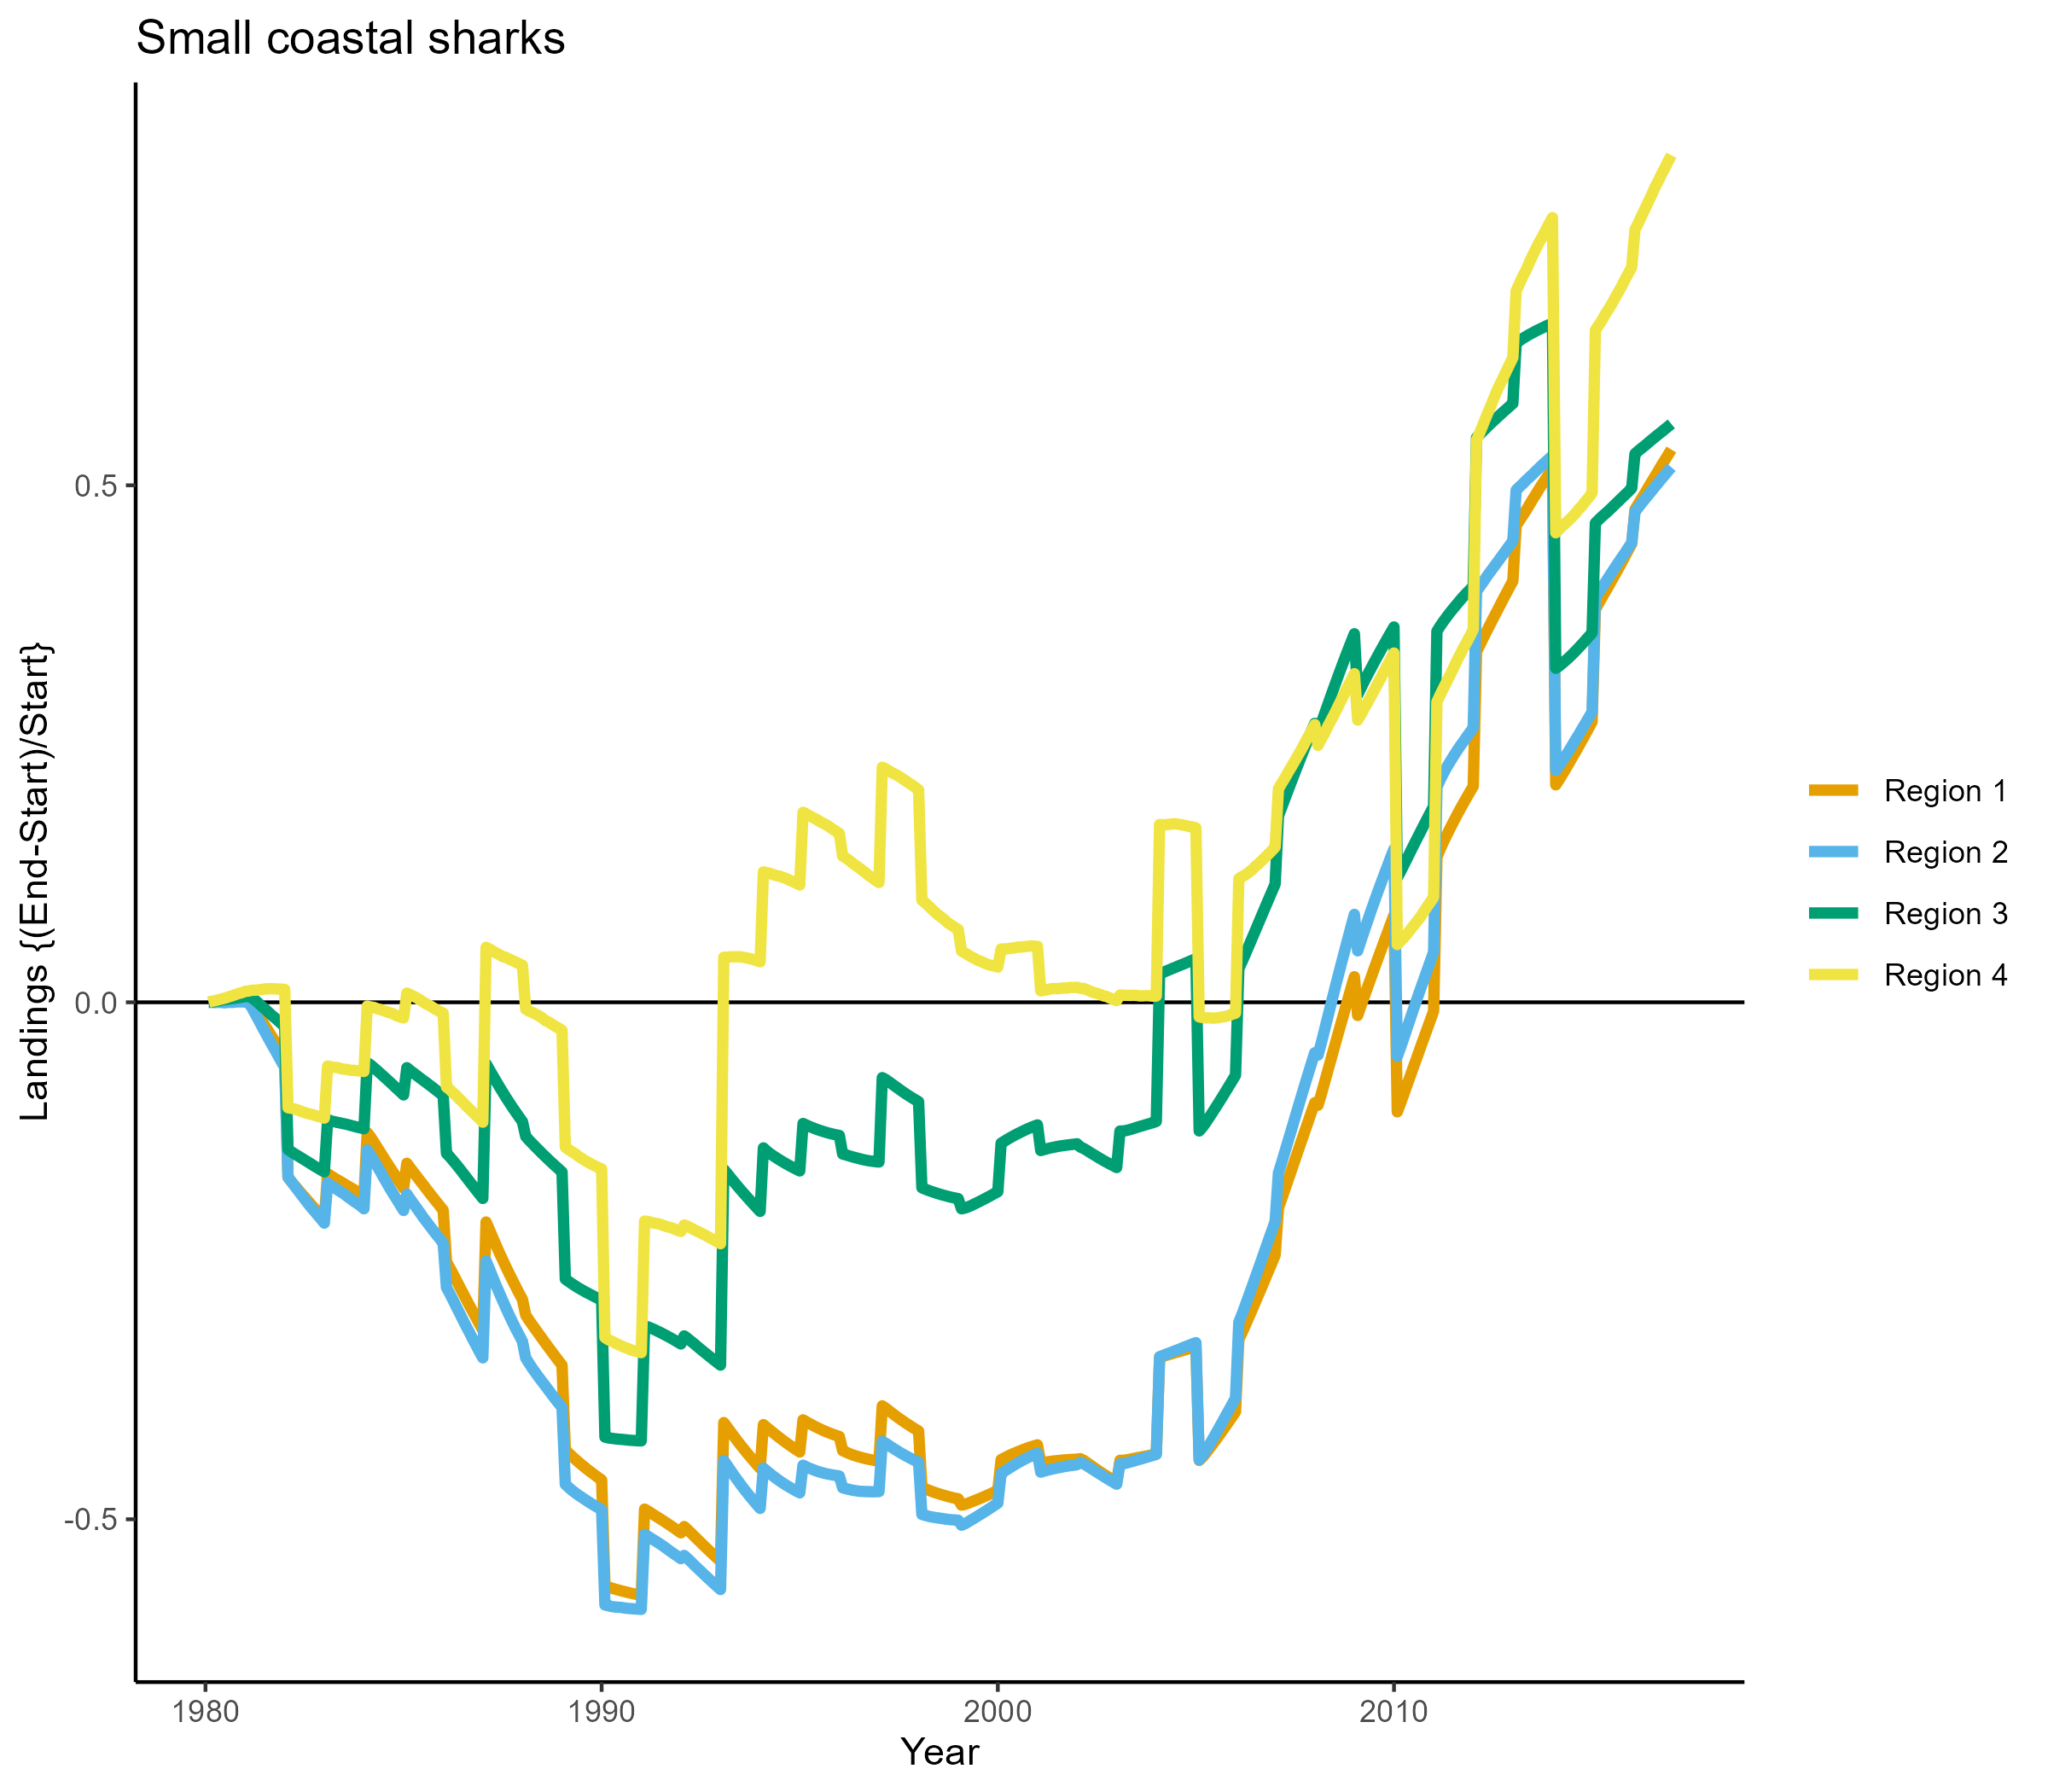 Small coastal sharks
Landings {(End-Start)/Start}
0.5
0.0
-0.5
1980
1990
2000
2010
Year
Region 1
Region 2
Region 3
Region 4